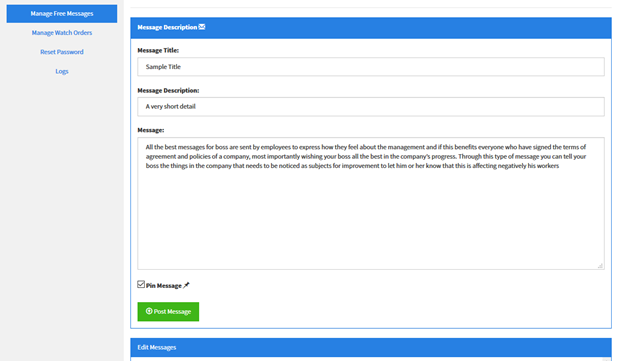 Manage Free Messages
Manage Watch Orders
Reset Password
Logs
Message Description
Message Title:
Sample Title
Message Description:
A very short detail
Message:
All the best messages for boss are sent by employees to express how they feel about the management and if this benefits everyone who have signed the terms of
agreement and policies of a company, most importantly wishing your boss all the best in the company's progress. Through this type of message you can tell your
boss the things in the company that needs to be noticed as subjects for improvement to let him or her know that this is affecting negatively his workers
Pin Message
Post Message
Edit Messages